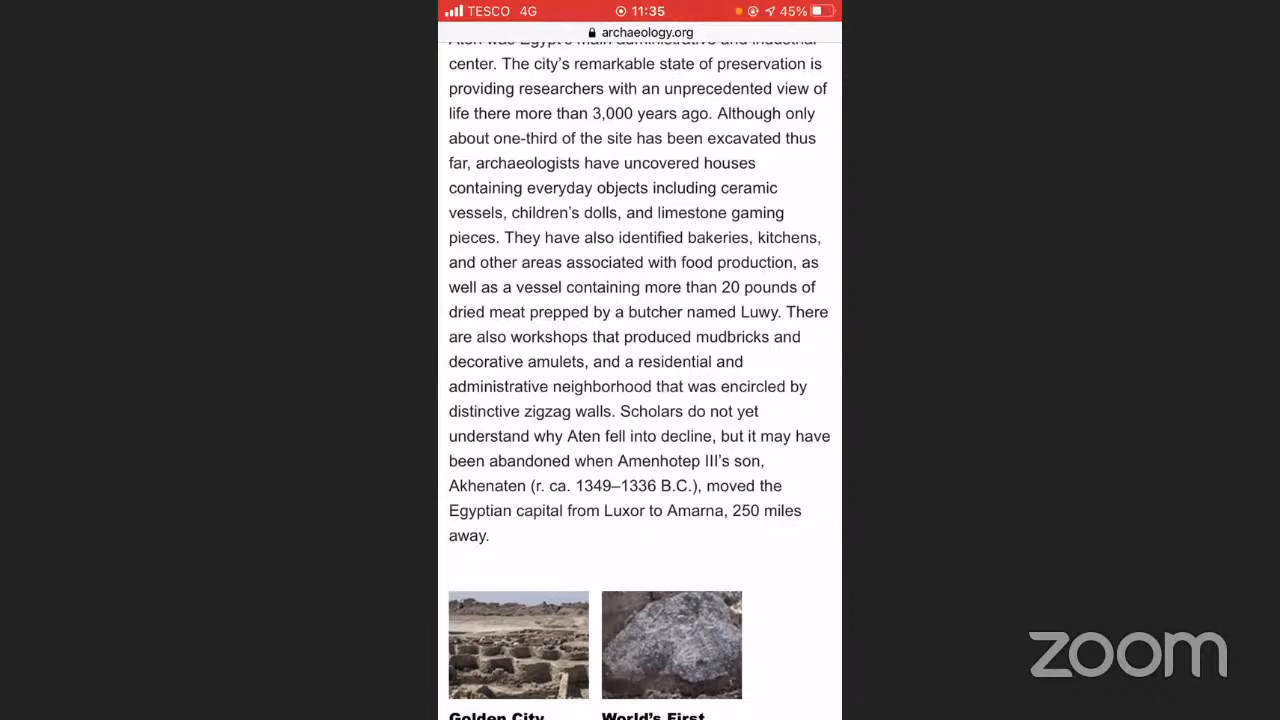 TESCO 4G 11:35 45%
archaeology.org
Aten was Egypt's main administrative and industrial
center. The city's remarkable state of preservation is
providing researchers with an unprecedented view of
life there more than 3,000 years ago. Although only
about one-third of the site has been excavated thus
far, archaeologists have uncovered houses
containing everyday objects including ceramic
vessels, children's dolls, and limestone gaming
pieces. They have also identified bakeries, kitchens,
and other areas associated with food production, as
well as a vessel containing more than 20 pounds of
dried meat prepped by a butcher named Luwy. There
are also workshops that produced mudbricks and
decorative amulets, and a residential and
administrative neighborhood that was encircled by
distinctive zigzag walls. Scholars do not yet
understand why Aten fell into decline, but it may have
been abandoned when Amenhotep III's son,
Akhenaten (r. ca. 1349–1336 B.C.), moved the
Egyptian capital from Luxor to Amarna, 250 miles
away.
Golden City World's First
zoom